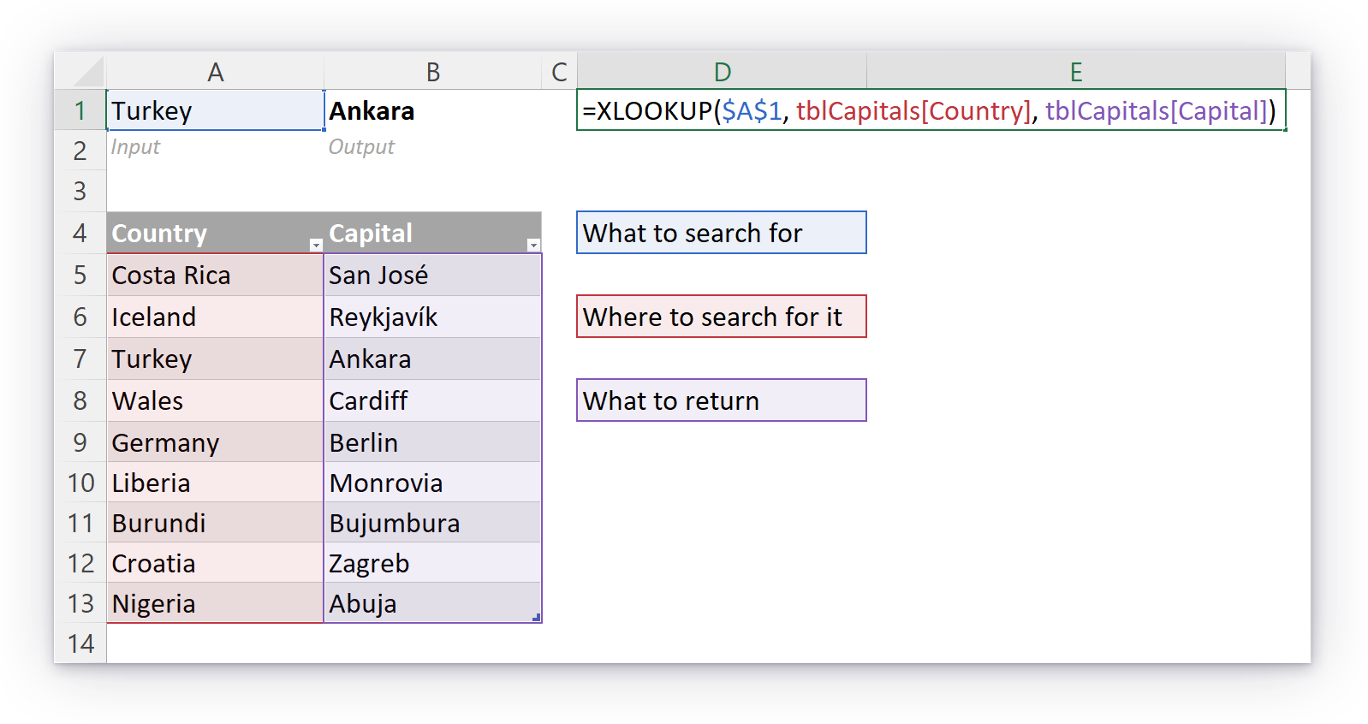 A B C D E
1 Turkey Ankara =XLOOKUP($A$1, tblCapitals[Country], tblCapitals[Capital])
2 Input Output
3
4 Country Capital What to search for
5 Costa Rica San José
6 Iceland Reykjavík Where to search for it
7 Turkey Ankara
8 Wales Cardiff What to return
9 Germany Berlin
10 Liberia Monrovia
11 Burundi Bujumbura
12 Croatia Zagreb
13 Nigeria Abuja
14